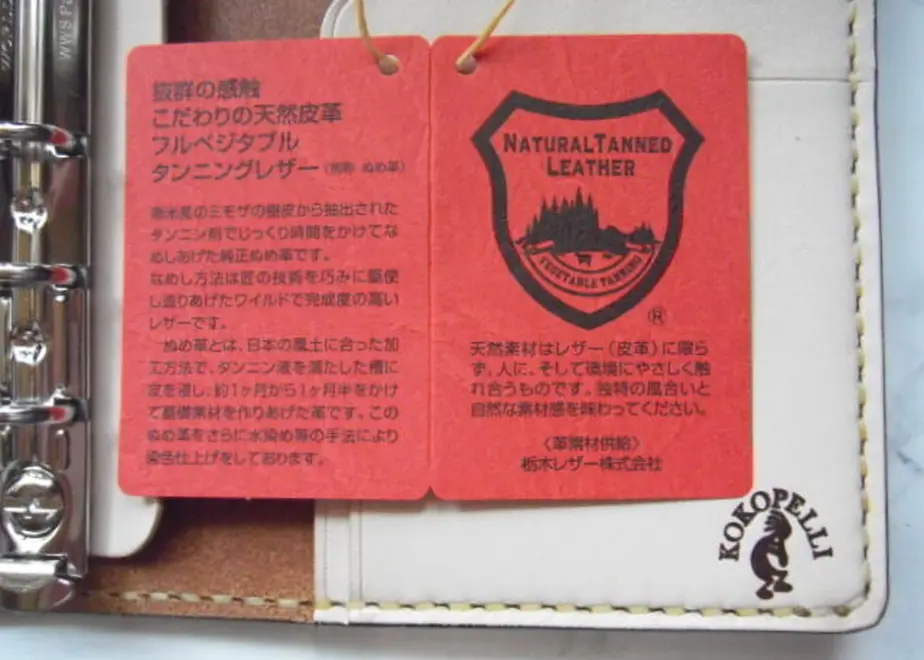 抜群の感触
こだわりの天然皮革
フルベジタブル
タンニングレザー（別称 ぬめ革）
南米産のミモザの樹皮から抽出された
タンニン剤でじっくり時間をかけてな
めしあげた純正ぬめ革です。
なめし方法は匠の技術を巧みに駆使
し造りあげたワイルドで完成度の高い
レザーです。
ぬめ革とは、日本の風土に合った加
工方法で、タンニン液を満たした槽に
皮を浸し、約1ヶ月から1ヶ月半をかけ
て基礎素材を作りあげた革です。この
ぬめ革をさらに水染め等の手法により
染色仕上げをしております。
NATURAL TANNED
LEATHER
VEGETABLE TANNING
®
天然素材はレザー（皮革）に限ら
ず、人に、そして環境にやさしく触
れ合うものです。独特の風合いと
自然な素材感を味わってください。
〈革素材供給〉
栃木レザー株式会社
KOKOPELLI